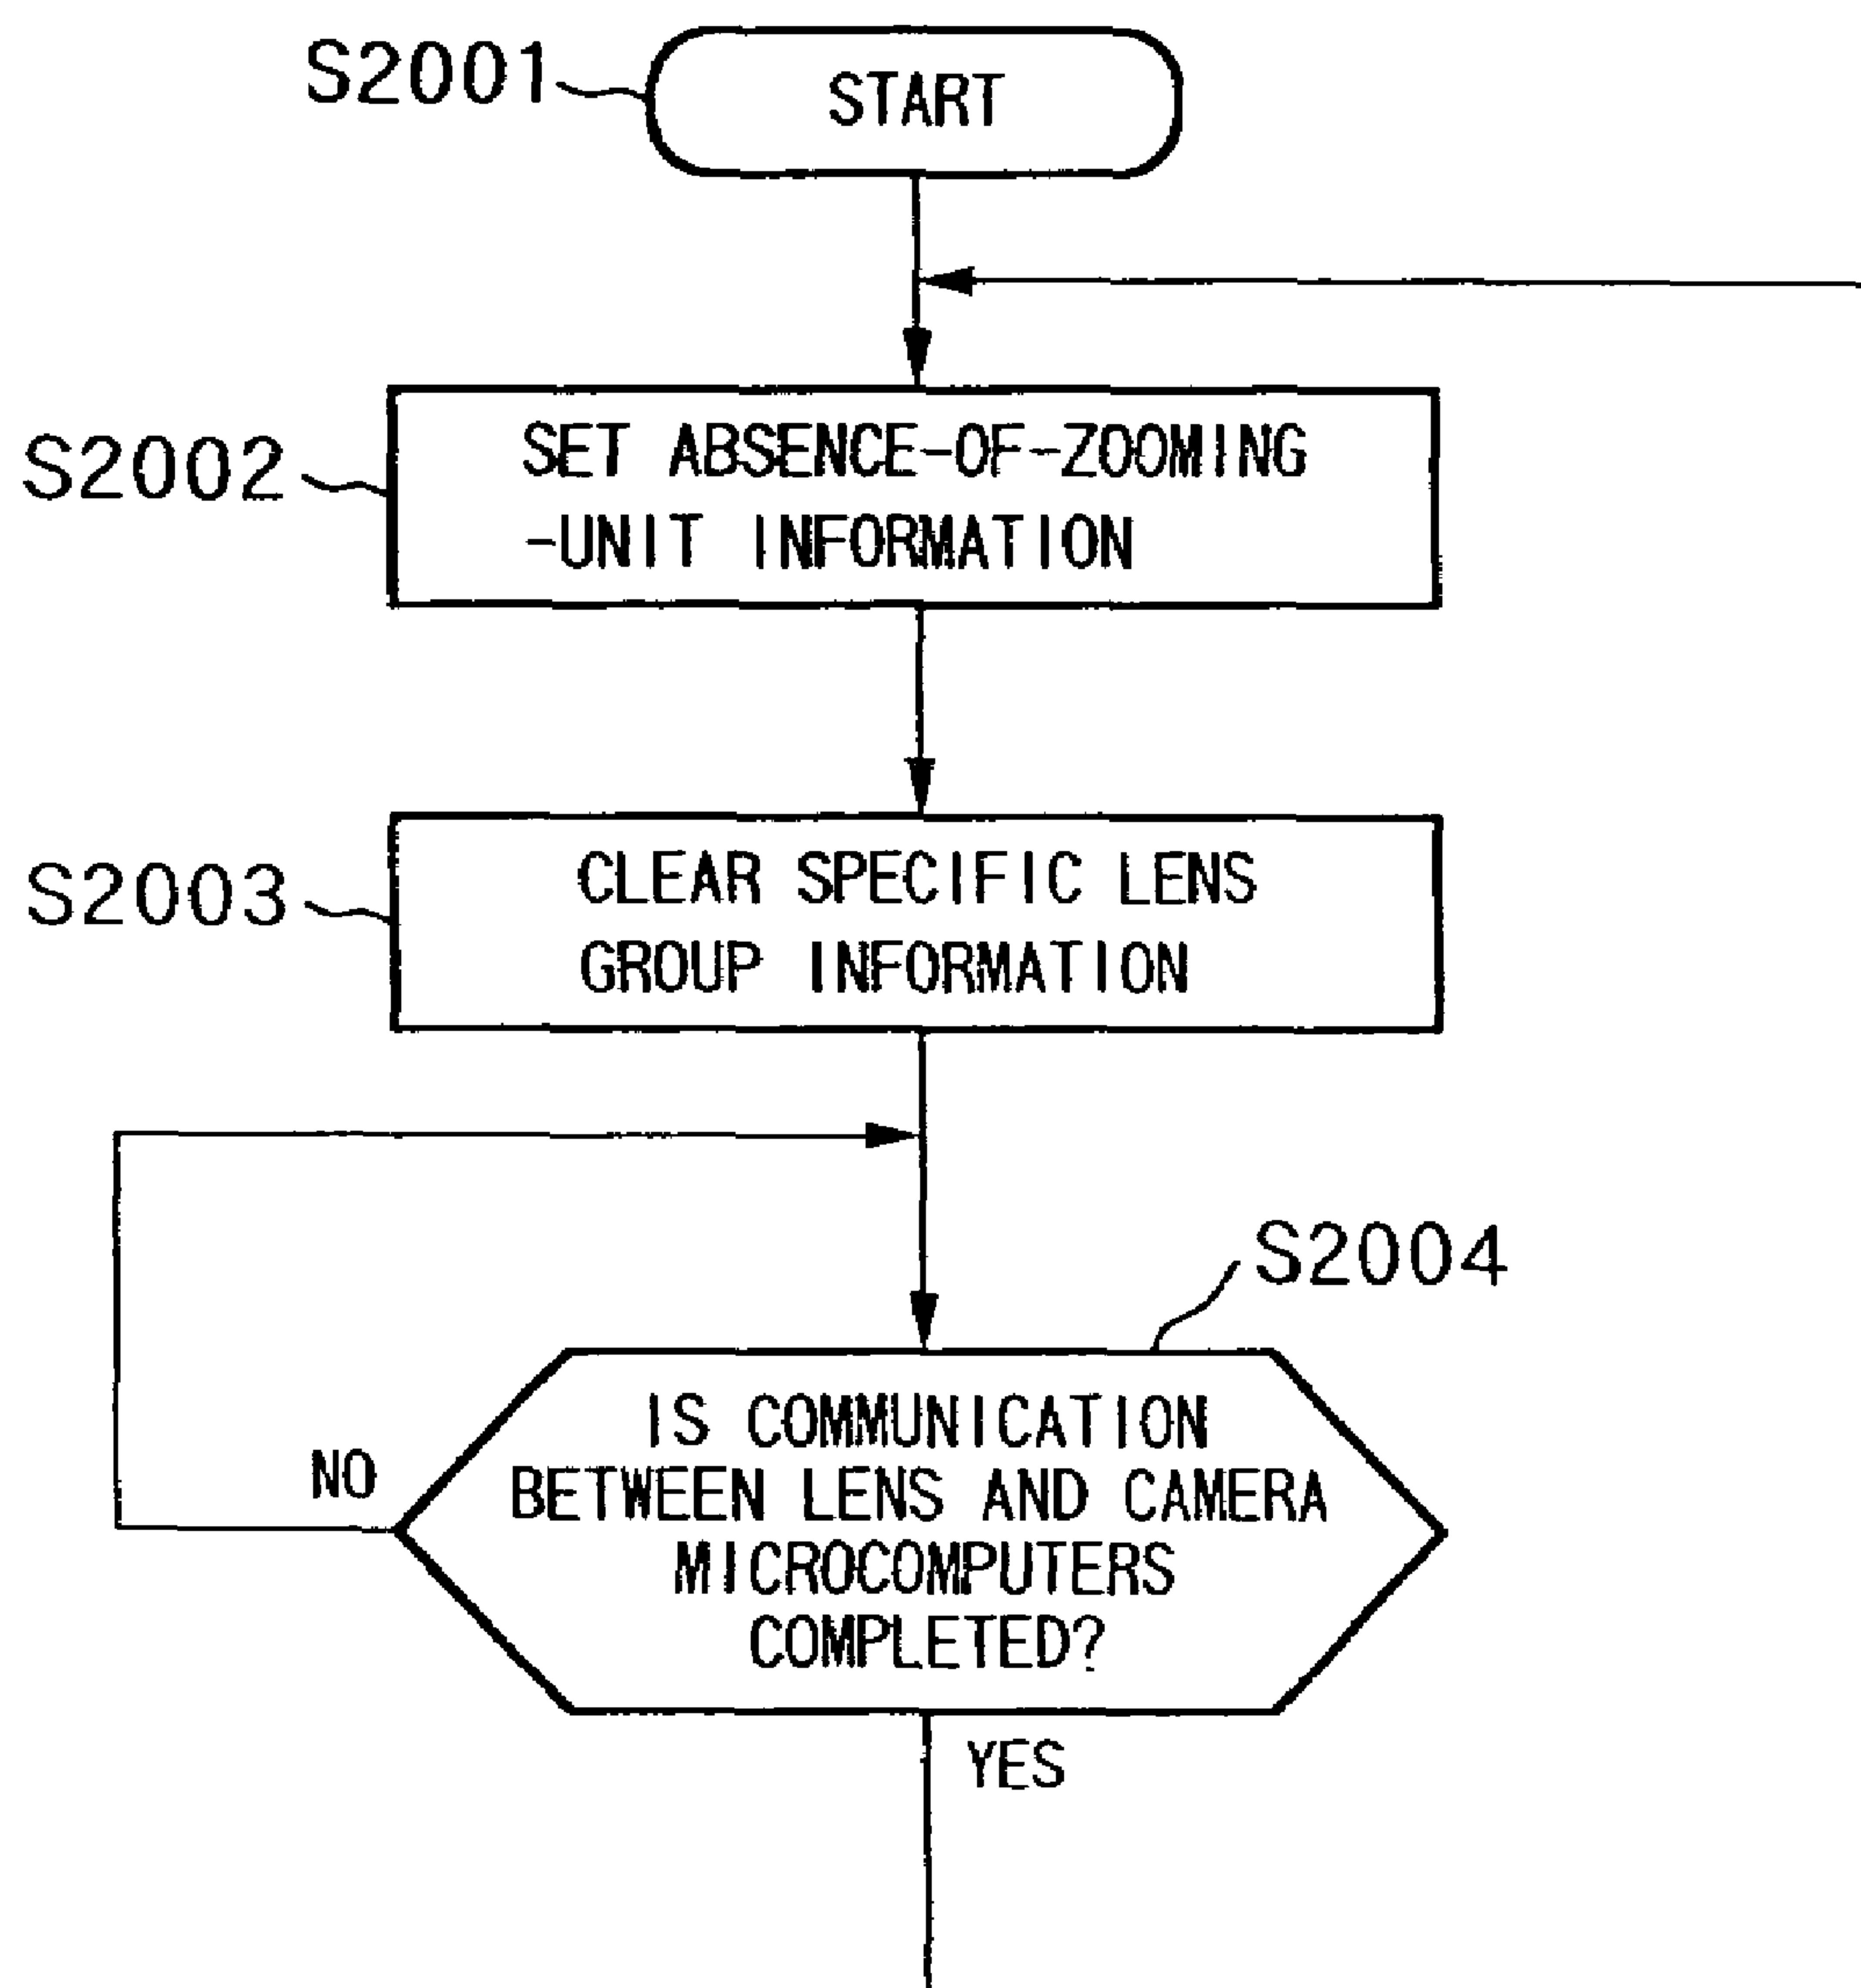 S2001
START
S2002
SET ABSENCE-OF-ZOOMING
-UNIT INFORMATION
S2003
CLEAR SPECIFIC LENS
GROUP INFORMATION
S2004
IS COMMUNICATION
BETWEEN LENS AND CAMERA
MICROCOMPUTERS
COMPLETED?
NO
YES